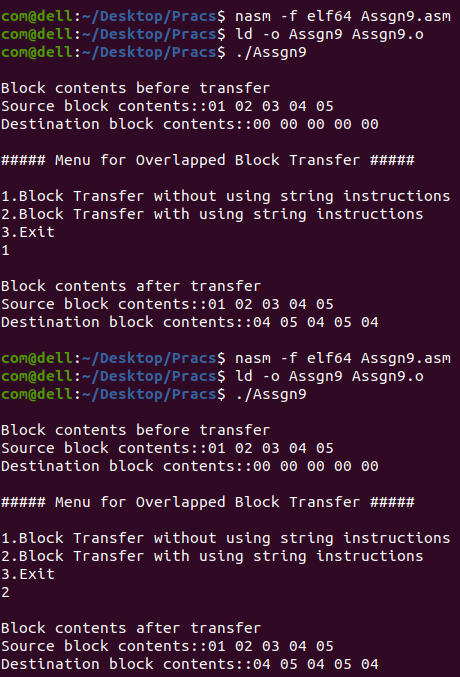 com@dell:~/Desktop/Pracs$ nasm -f elf64 Assgn9.asm
com@dell:~/Desktop/Pracs$ ld -o Assgn9 Assgn9.o
com@dell:~/Desktop/Pracs$ ./Assgn9
Block contents before transfer
Source block contents::01 02 03 04 05
Destination block contents::00 00 00 00 00
##### Menu for Overlapped Block Transfer #####
1.Block Transfer without using string instructions
2.Block Transfer with using string instructions
3.Exit
1
Block contents after transfer
Source block contents::01 02 03 04 05
Destination block contents::04 05 04 05 04
com@dell:~/Desktop/Pracs$ nasm -f elf64 Assgn9.asm
com@dell:~/Desktop/Pracs$ ld -o Assgn9 Assgn9.o
com@dell:~/Desktop/Pracs$ ./Assgn9
Block contents before transfer
Source block contents::01 02 03 04 05
Destination block contents::00 00 00 00 00
##### Menu for Overlapped Block Transfer #####
1.Block Transfer without using string instructions
2.Block Transfer with using string instructions
3.Exit
2
Block contents after transfer
Source block contents::01 02 03 04 05
Destination block contents::04 05 04 05 04